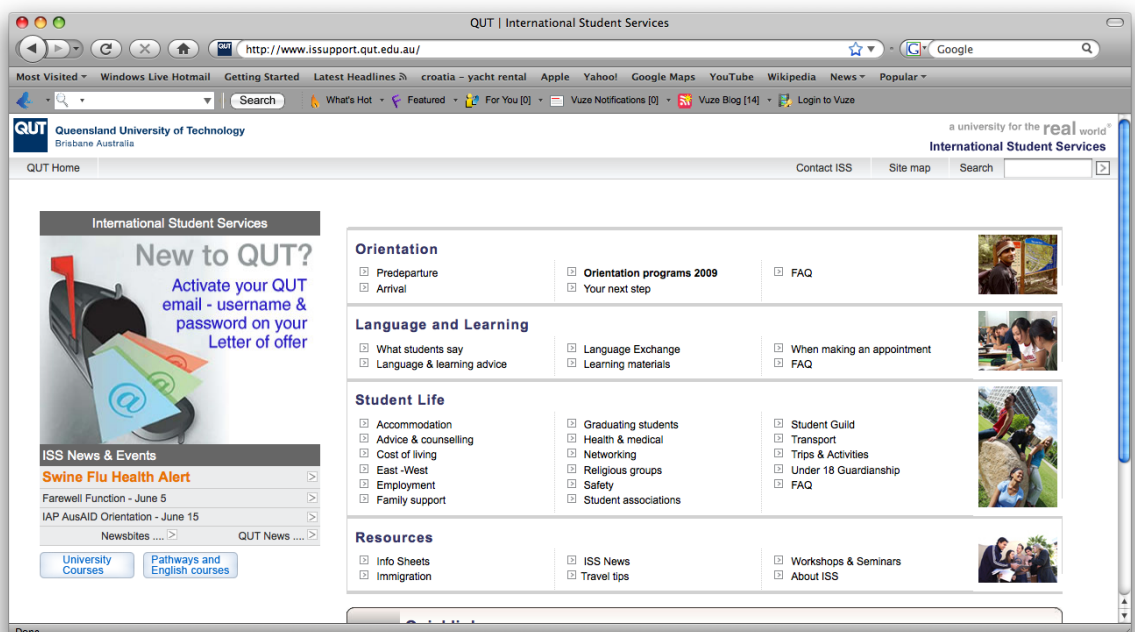 QUT | International Student Services
QUT http://www.issupport.qut.edu.au/ G Google
Most Visited Windows Live Hotmail Getting Started Latest Headlines croatia - yacht rental Apple Yahoo! Google Maps YouTube Wikipedia News Popular
Search What's Hot Featured For You [0] Vuze Notifications [0] Vuze Blog [14] Login to Vuze
QUT Queensland University of Technology
Brisbane Australia
a university for the real world
International Student Services
QUT Home Contact ISS Site map Search
International Student Services
New to QUT?
Activate your QUT
email - username &
password on your
Letter of offer
@
@
@
ISS News & Events
Swine Flu Health Alert
Farewell Function - June 5
IAP AusAID Orientation - June 15
Newsbites .... QUT News ....
University
Courses
Pathways and
English courses
Orientation
Predeparture Orientation programs 2009 FAQ
Arrival Your next step
Language and Learning
What students say Language Exchange When making an appointment
Language & learning advice Learning materials FAQ
Student Life
Accommodation Graduating students Student Guild
Advice & counselling Health & medical Transport
Cost of living Networking Trips & Activities
East -West Religious groups Under 18 Guardianship
Employment Safety FAQ
Family support Student associations
Resources
Info Sheets ISS News Workshops & Seminars
Immigration Travel tips About ISS